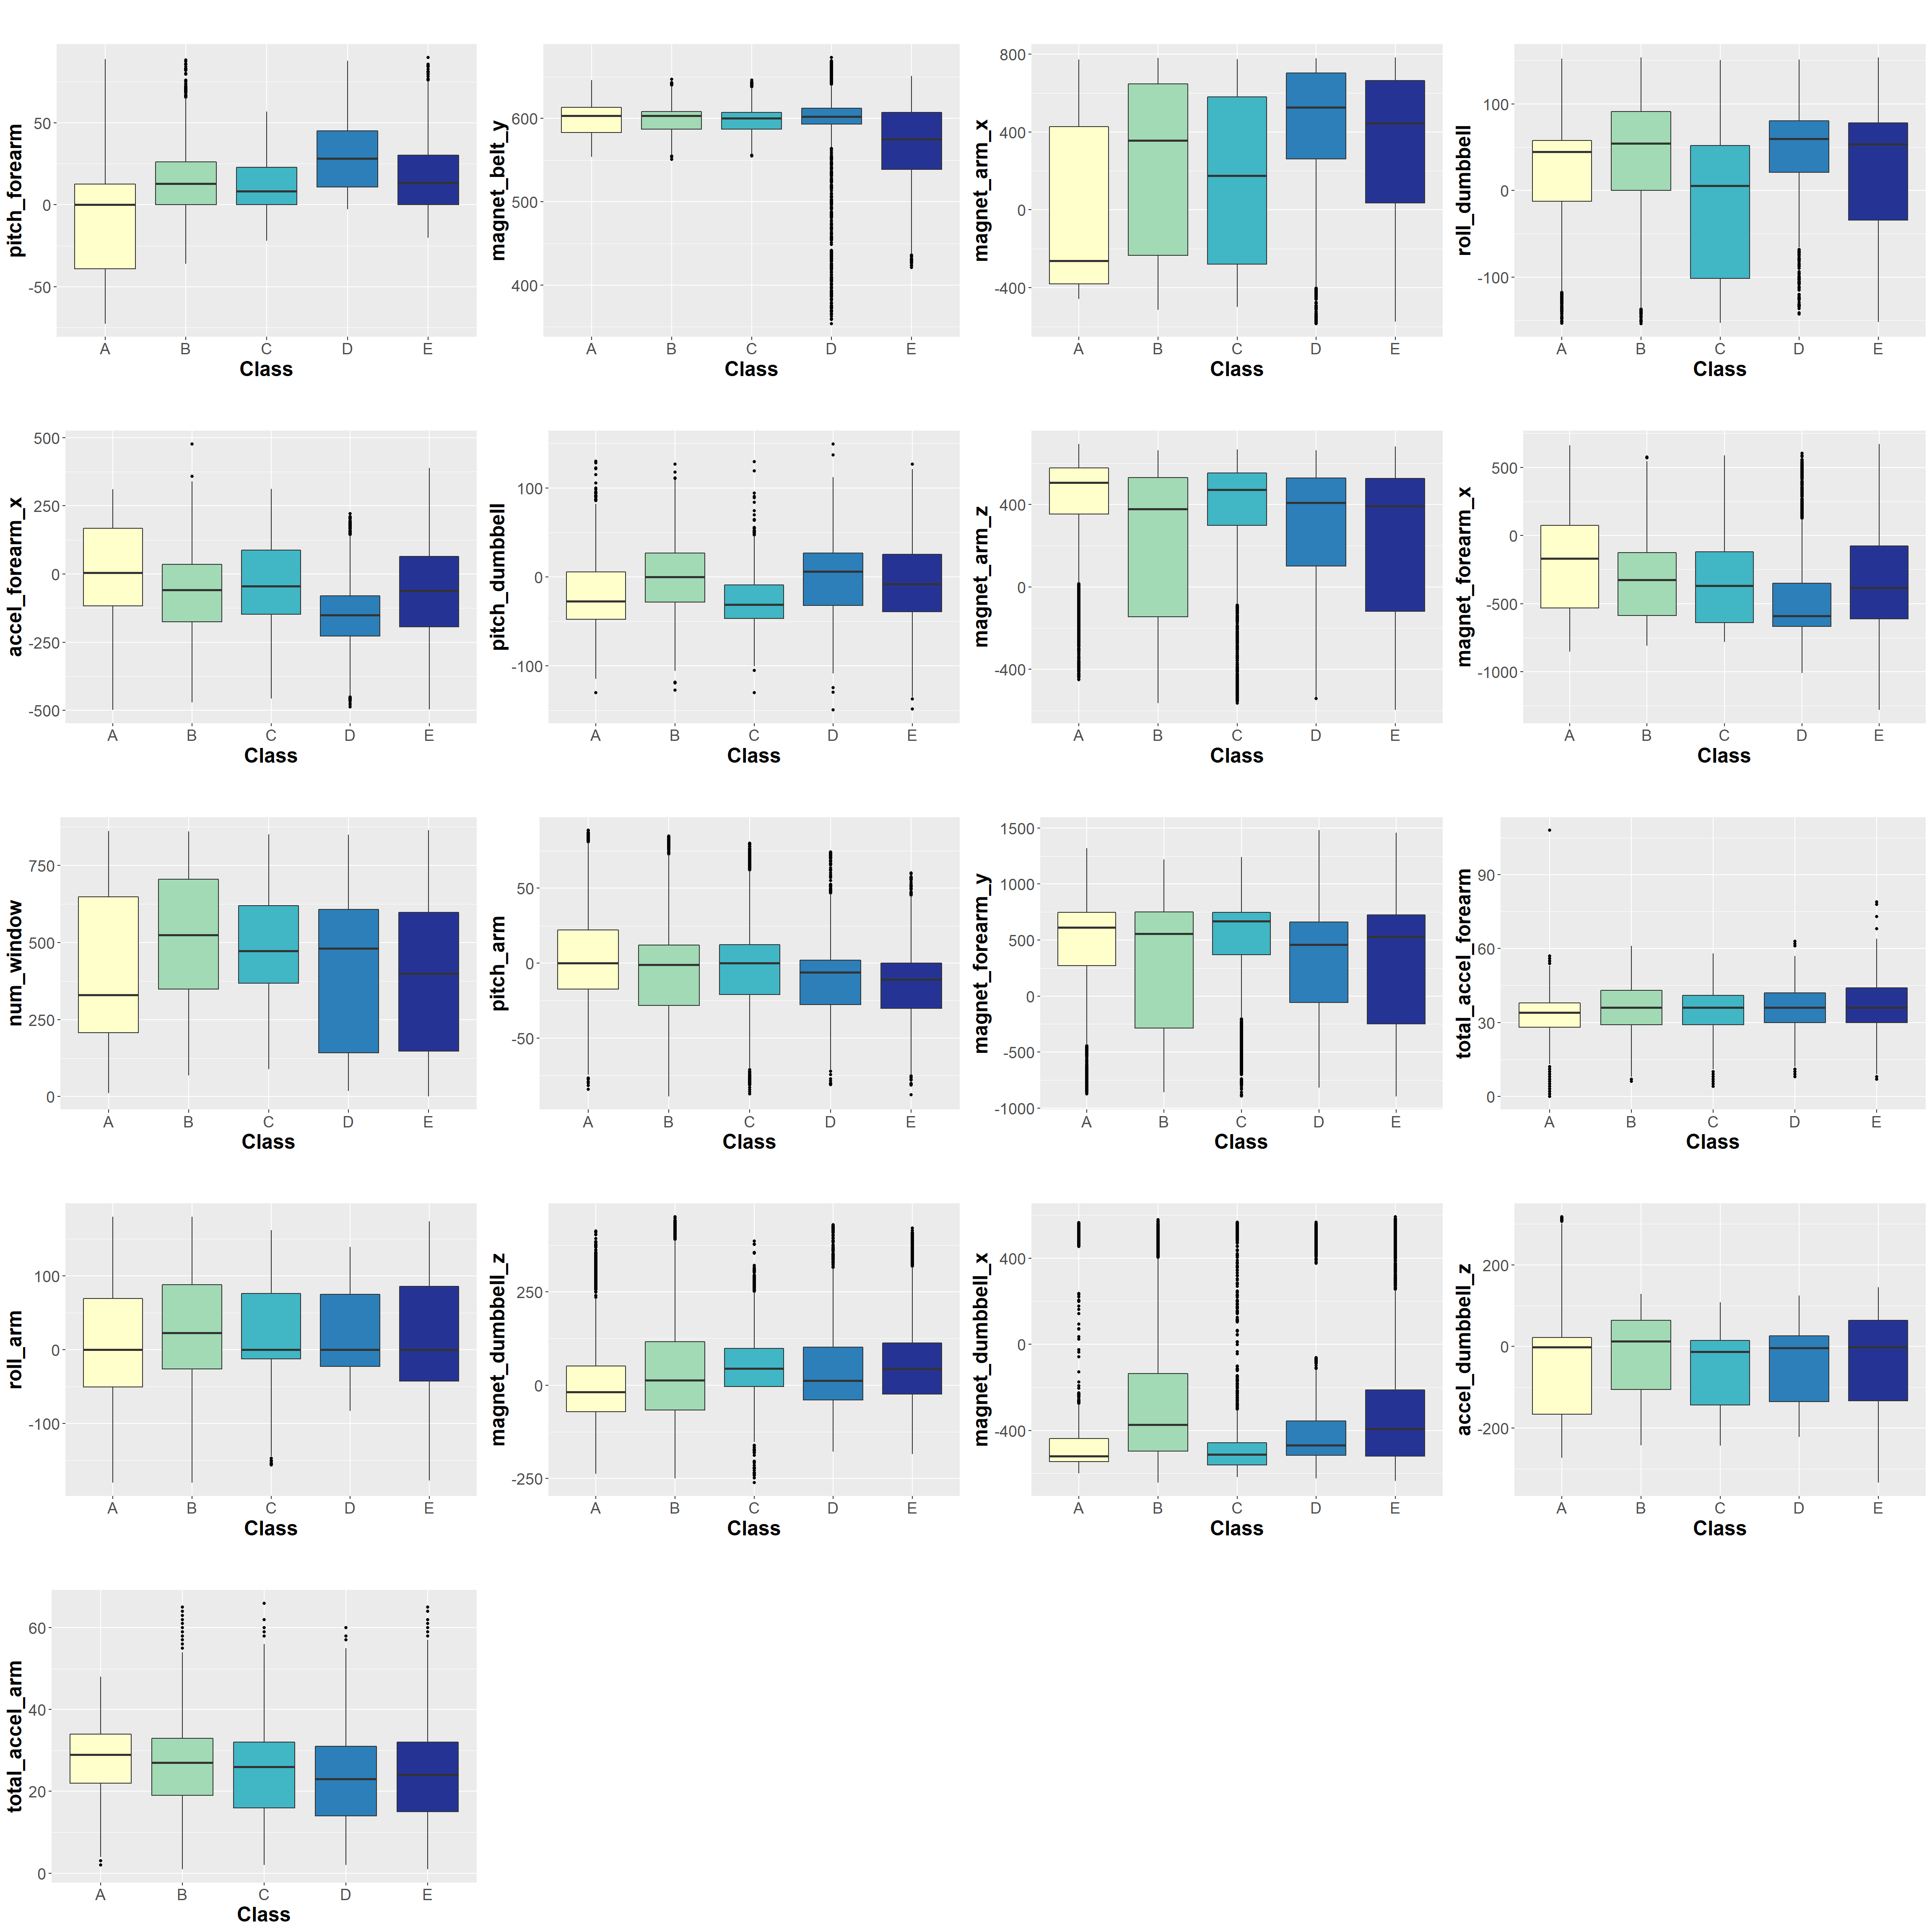 pitch_forearm
50
0
-50
A B C D E
Class
magnet_belt_y
600
500
400
A B C D E
Class
magnet_arm_x
800
400
0
-400
A B C D E
Class
roll_dumbbell
100
0
-100
A B C D E
Class
accel_forearm_x
500
250
0
-250
-500
A B C D E
Class
pitch_dumbbell
100
0
-100
A B C D E
Class
magnet_arm_z
400
0
-400
A B C D E
Class
magnet_forearm_x
500
0
-500
-1000
A B C D E
Class
num_window
750
500
250
0
A B C D E
Class
pitch_arm
50
0
-50
A B C D E
Class
magnet_forearm_y
1500
1000
500
0
-500
-1000
A B C D E
Class
total_accel_forearm
90
60
30
0
A B C D E
Class
roll_arm
100
0
-100
A B C D E
Class
magnet_dumbbell_z
250
0
-250
A B C D E
Class
magnet_dumbbell_x
400
0
-400
A B C D E
Class
accel_dumbbell_z
200
0
-200
A B C D E
Class
total_accel_arm
60
40
20
0
A B C D E
Class